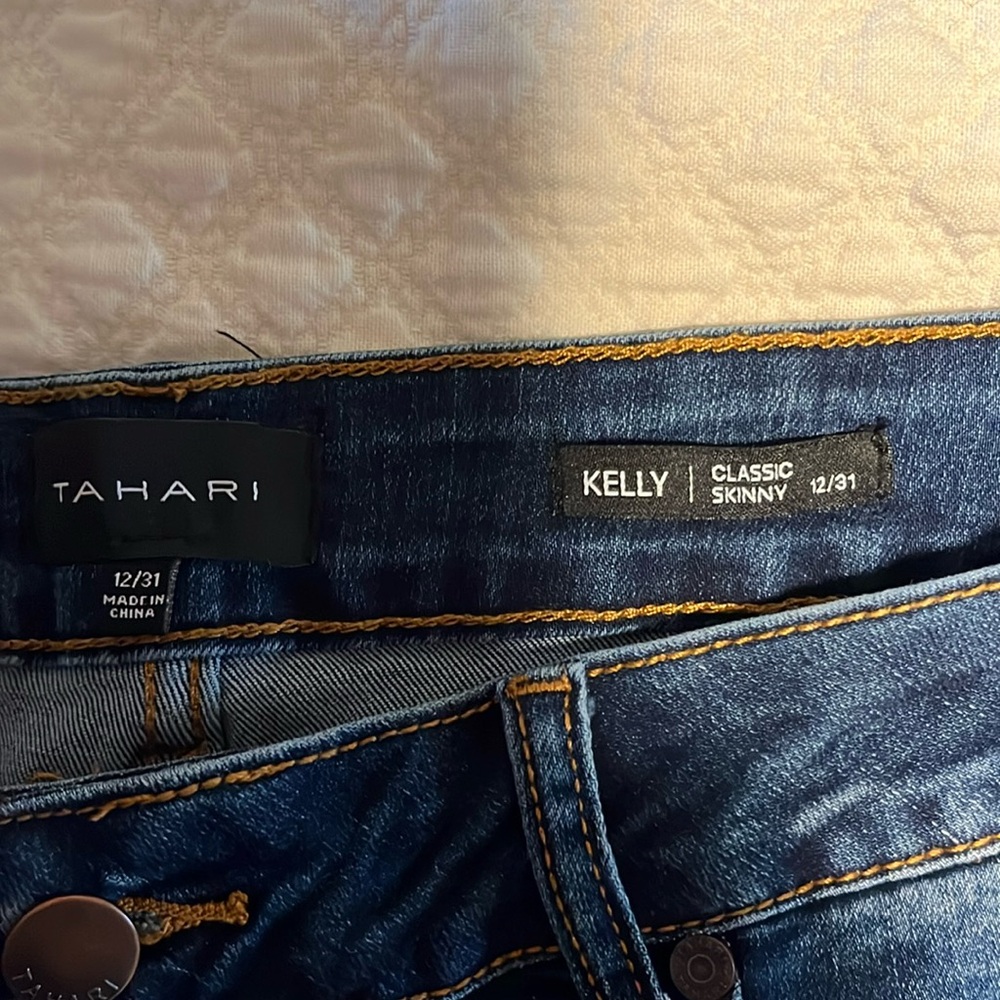 TAHARI
12/31
MADE IN
CHINA
KELLY | CLASSIC
SKINNY 12/31
TAHARI